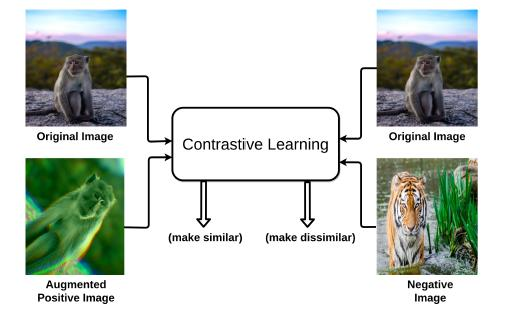 Original Image
Original Image
Contrastive Learning
(make similar)
(make dissimilar)
Augmented
Positive Image
Negative
Image